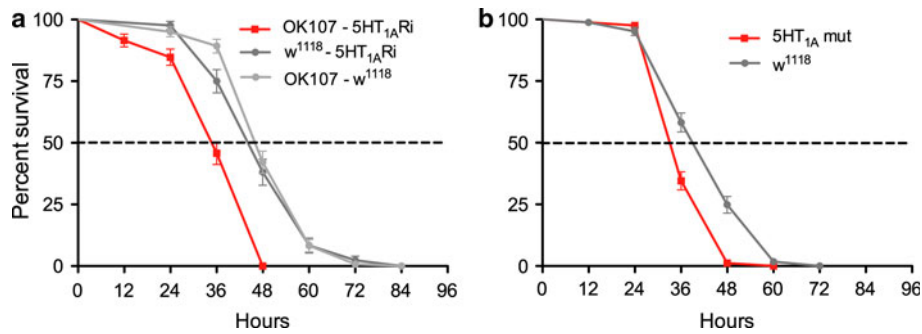 a
OK107 - 5HT1ARi
w1118 - 5HT1ARi
OK107 - w1118
Percent survival
100
75
50
25
0
0 12 24 36 48 60 72 84 96
Hours
b
5HT1A mut
w1118
100
75
50
25
0
0 12 24 36 48 60 72 84 96
Hours